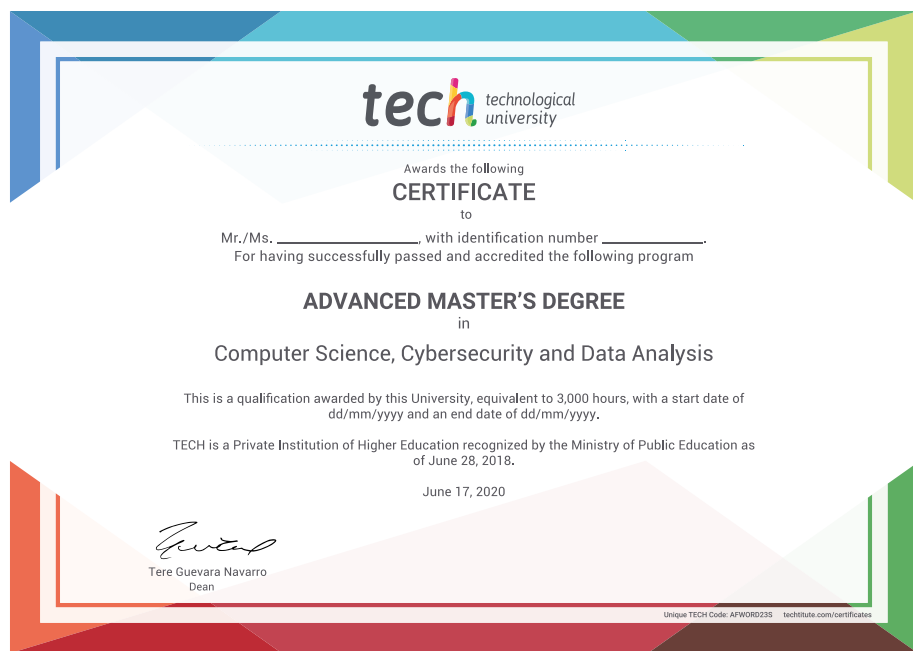 tech technological
university
Awards the following
CERTIFICATE
to
Mr./Ms. ____________, with identification number ____________.
For having successfully passed and accredited the following program
ADVANCED MASTER'S DEGREE
in
Computer Science, Cybersecurity and Data Analysis
This is a qualification awarded by this University, equivalent to 3,000 hours, with a start date of
dd/mm/yyyy and an end date of dd/mm/yyyy.
TECH is a Private Institution of Higher Education recognized by the Ministry of Public Education as
of June 28, 2018.
June 17, 2020
Tere Guevara Navarro
Dean
Unique TECH Code: AFWORD23S techtitute.com/certificates